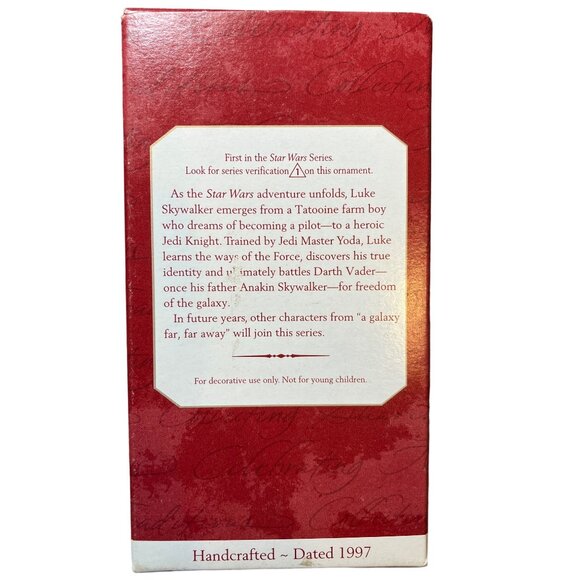 Celebrating
First in the Star Wars Series.
Look for series verification 1 on this ornament.
As the Star Wars adventure unfolds, Luke
Skywalker emerges from a Tatooine farm boy
who dreams of becoming a pilot—to a heroic
Jedi Knight. Trained by Jedi Master Yoda, Luke
learns the ways of the Force, discovers his true
identity and ultimately battles Darth Vader—
once his father Anakin Skywalker—for freedom
of the galaxy.
In future years, other characters from “a galaxy
far, far away” will join this series.
For decorative use only. Not for young children.
Celebrating
Handcrafted ~ Dated 1997